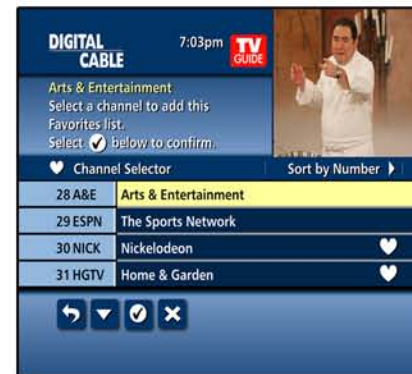 DIGITAL
CABLE
7:03pm
TV
GUIDE
Arts & Entertainment
Select a channel to add this
Favorites list.
Select below to confirm.
Channel Selector
Sort by Number
28 A&E Arts & Entertainment
29 ESPN The Sports Network
30 NICK Nickelodeon
31 HGTV Home & Garden